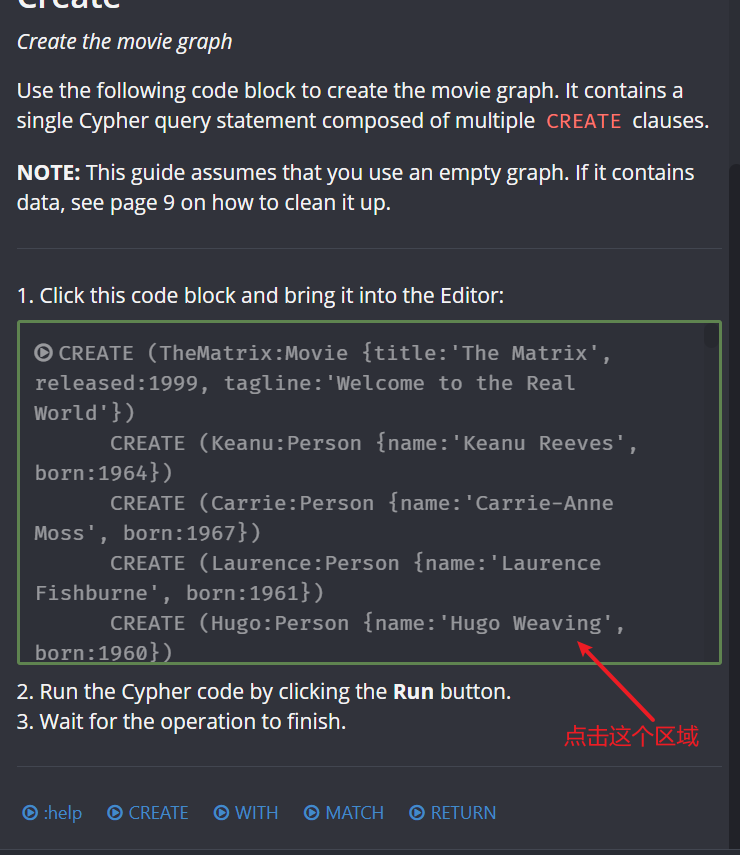 Create
Create the movie graph
Use the following code block to create the movie graph. It contains a
single Cypher query statement composed of multiple CREATE clauses.
NOTE: This guide assumes that you use an empty graph. If it contains
data, see page 9 on how to clean it up.
1. Click this code block and bring it into the Editor:
CREATE (TheMatrix:Movie {title:'The Matrix',
released:1999, tagline:'Welcome to the Real
World'})
CREATE (Keanu:Person {name:'Keanu Reeves',
born:1964})
CREATE (Carrie:Person {name:'Carrie-Anne
Moss', born:1967})
CREATE (Laurence:Person {name:'Laurence
Fishburne', born:1961})
CREATE (Hugo:Person {name:'Hugo Weaving',
born:1960})
2. Run the Cypher code by clicking the Run button.
3. Wait for the operation to finish.
点击这个区域
:help CREATE WITH MATCH RETURN